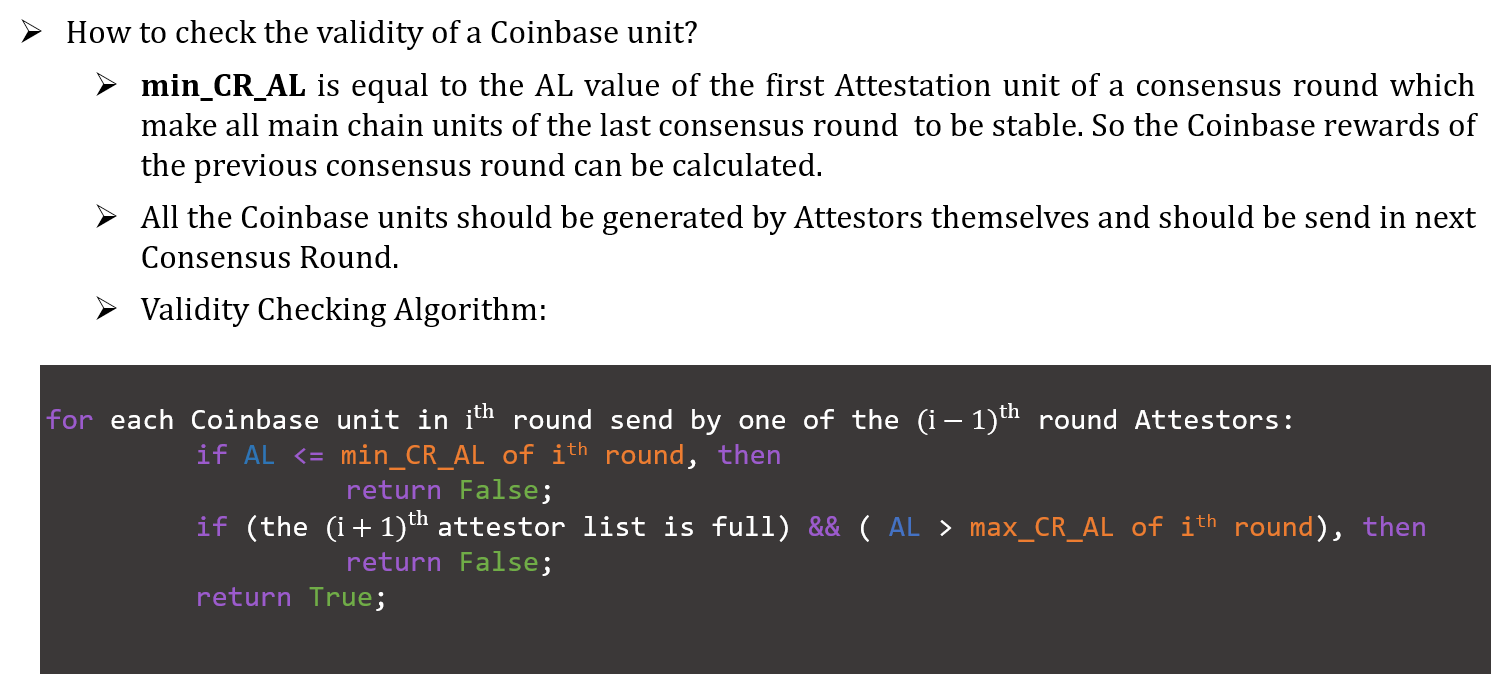 ➢ How to check the validity of a Coinbase unit?
➢ min_CR_AL is equal to the AL value of the first Attestation unit of a consensus round which
make all main chain units of the last consensus round to be stable. So the Coinbase rewards of
the previous consensus round can be calculated.
➢ All the Coinbase units should be generated by Attestors themselves and should be send in next
Consensus Round.
➢ Validity Checking Algorithm:
for each Coinbase unit in iᵗʰ round send by one of the (i − 1)ᵗʰ round Attestors:
if AL <= min_CR_AL of iᵗʰ round, then
return False;
if (the (i + 1)ᵗʰ attestor list is full) && ( AL > max_CR_AL of iᵗʰ round), then
return False;
return True;